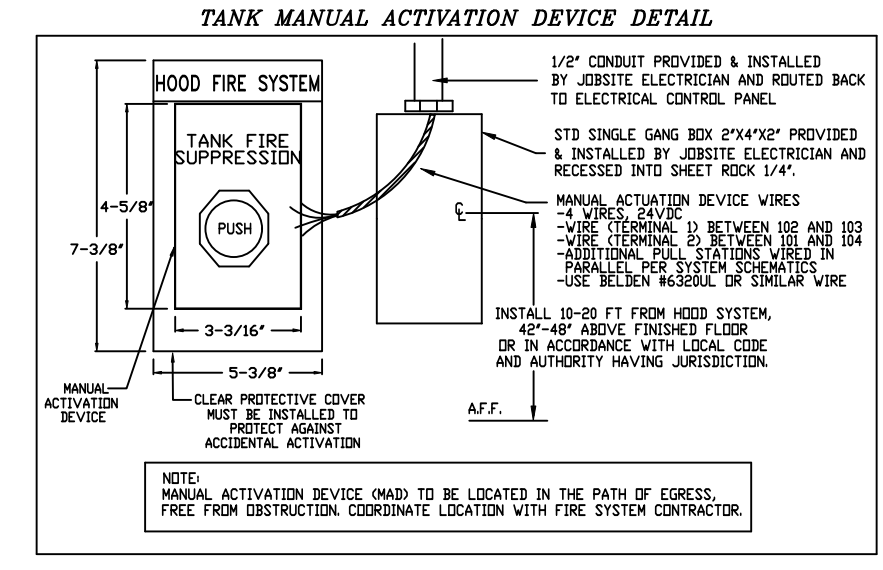 TANK MANUAL ACTIVATION DEVICE DETAIL
HOOD FIRE SYSTEM
TANK FIRE
SUPPRESSION
PUSH
4-5/8"
7-3/8"
3-3/16"
5-3/8"
MANUAL
ACTIVATION
DEVICE
CLEAR PROTECTIVE COVER
MUST BE INSTALLED TO
PROTECT AGAINST
ACCIDENTAL ACTIVATION
1/2" CONDUIT PROVIDED & INSTALLED
BY JOBSITE ELECTRICIAN AND ROUTED BACK
TO ELECTRICAL CONTROL PANEL
STD SINGLE GANG BOX 2"X4"X2" PROVIDED
& INSTALLED BY JOBSITE ELECTRICIAN AND
RECESSED INTO SHEET ROCK 1/4".
MANUAL ACTUATION DEVICE WIRES
-4 WIRES, 24VDC
-WIRE (TERMINAL 1) BETWEEN 102 AND 103
-WIRE (TERMINAL 2) BETWEEN 101 AND 104
-ADDITIONAL PULL STATIONS WIRED IN
PARALLEL PER SYSTEM SCHEMATICS
-USE BELDEN #6320UL OR SIMILAR WIRE
℄
INSTALL 10-20 FT FROM HOOD SYSTEM,
42"-48" ABOVE FINISHED FLOOR
OR IN ACCORDANCE WITH LOCAL CODE
AND AUTHORITY HAVING JURISDICTION.
A.F.F.
NOTE:
MANUAL ACTIVATION DEVICE (MAD) TO BE LOCATED IN THE PATH OF EGRESS,
FREE FROM OBSTRUCTION. COORDINATE LOCATION WITH FIRE SYSTEM CONTRACTOR.